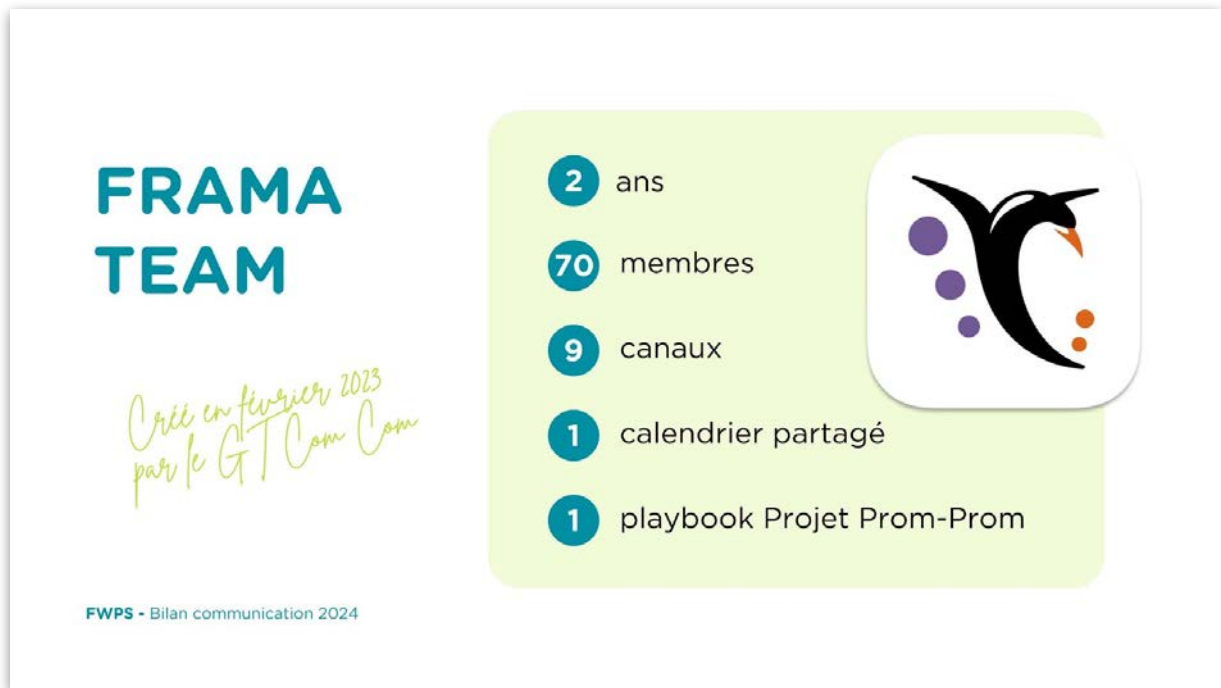 FRAMA
TEAM
Créé en février 2023
par le GT Com Com
2 ans
70 membres
9 canaux
1 calendrier partagé
1 playbook Projet Prom-Prom
FWPS - Bilan communication 2024